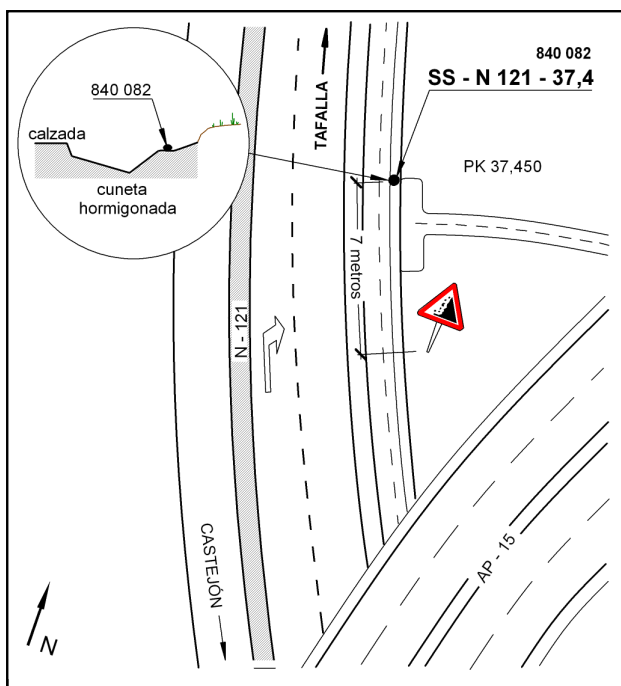 840 082
SS - N 121 - 37,4
840 082
calzada
cuneta
hormigonada
TAFALLA
PK 37,450
7 metros
N - 121
CASTEJÓN
AP - 15
N